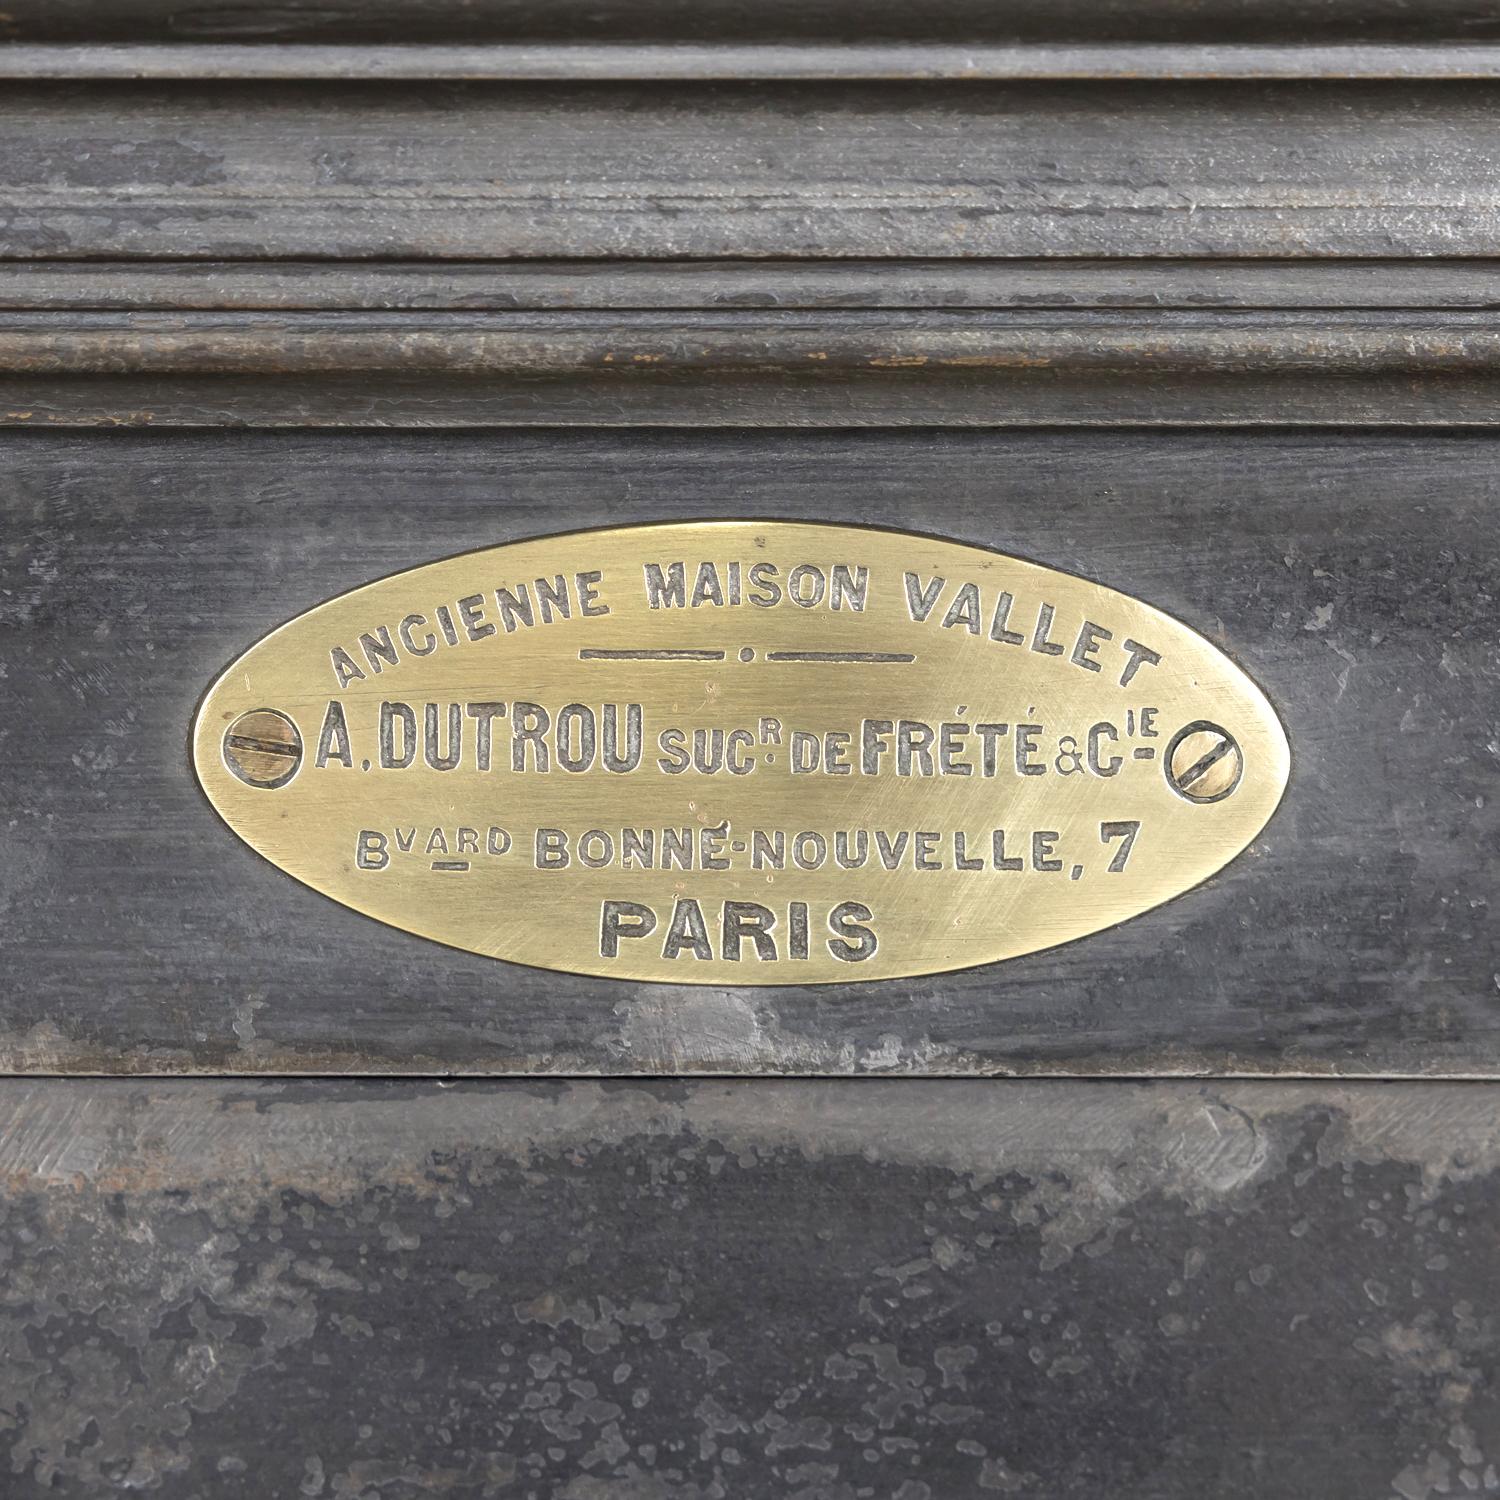 ANCIENNE MAISON VALLET
A. DUTROU SUCR. DE FRÉTÉ & CIE
BVARD BONNE-NOUVELLE, 7
PARIS